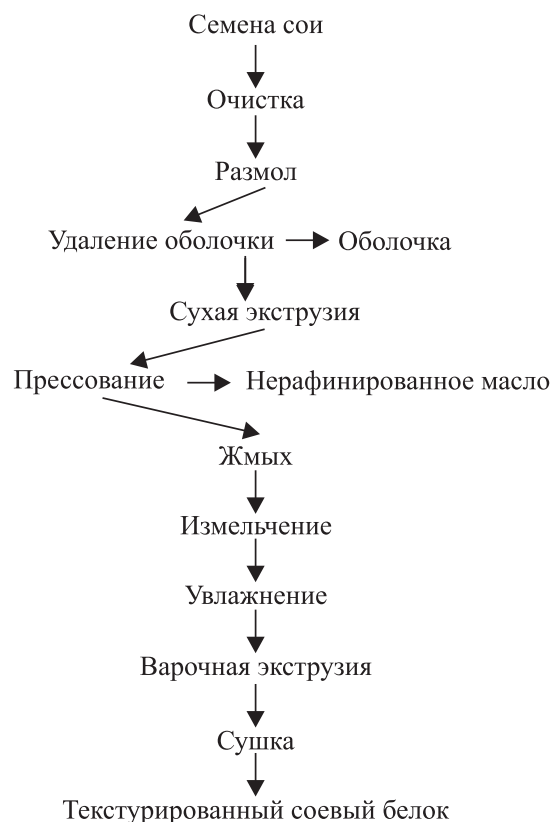 Семена сои
Очистка
Размол
Удаление оболочки
Оболочка
Сухая экструзия
Прессование
Нерафинированное масло
Жмых
Измельчение
Увлажнение
Варочная экструзия
Сушка
Текстурированный соевый белок